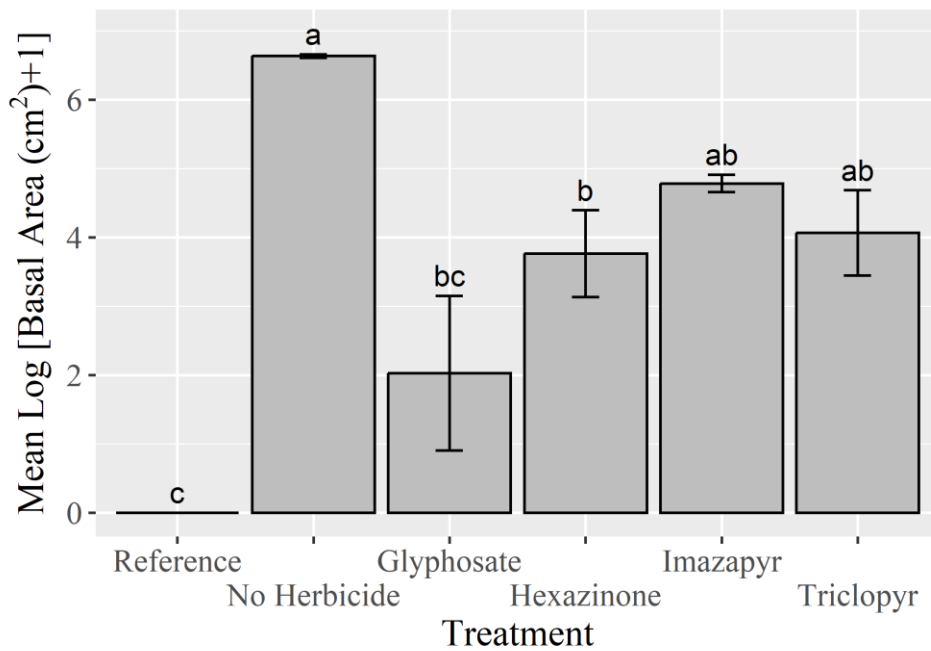 Mean Log [Basal Area (cm²)+1]
6
4
2
0
a
ab
ab
b
bc
c
Reference
Glyphosate
Imazapyr
No Herbicide
Hexazinone
Triclopyr
Treatment